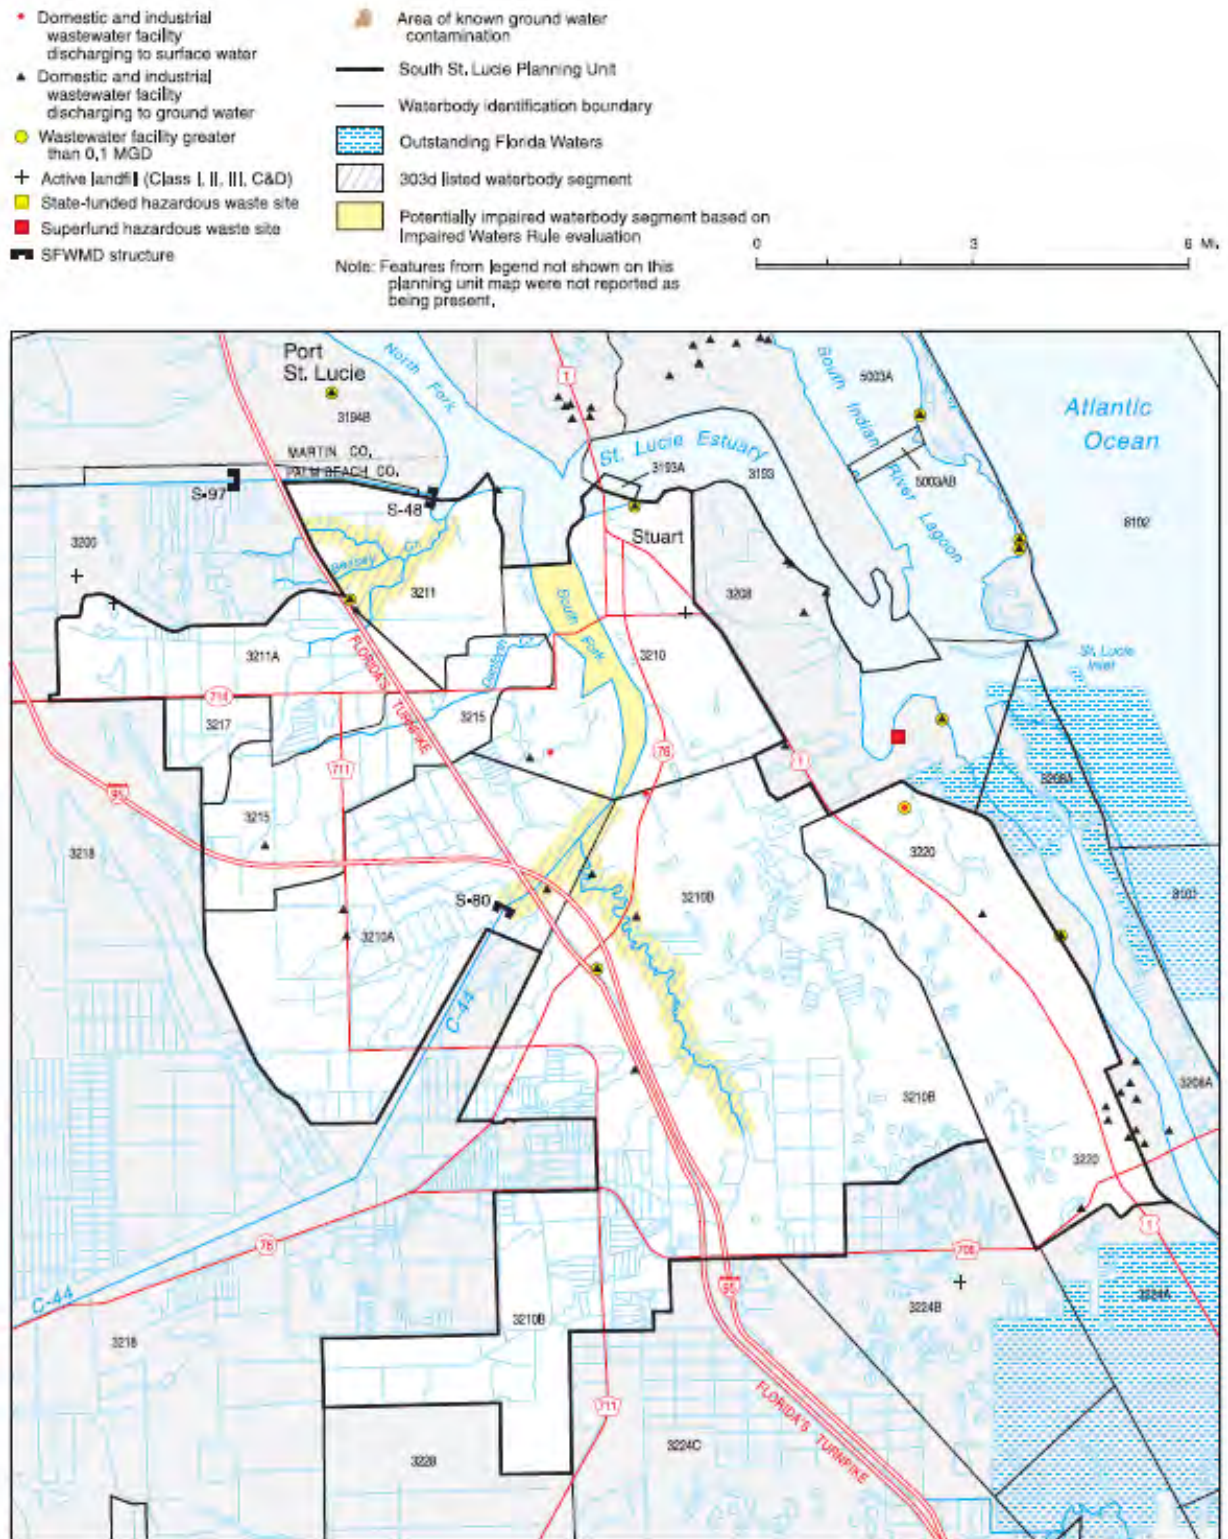 Domestic and industrial
wastewater facility
discharging to surface water
Domestic and industrial
wastewater facility
discharging to ground water
Wastewater facility greater
than 0.1 MGD
Active landfill (Class I, II, III, C&D)
State-funded hazardous waste site
Superfund hazardous waste site
SFWMD structure
Area of known ground water
contamination
South St. Lucie Planning Unit
Waterbody identification boundary
Outstanding Florida Waters
303d listed waterbody segment
Potentially impaired waterbody segment based on
Impaired Waters Rule evaluation
Note: Features from legend not shown on this
planning unit map were not reported as
being present.
0 3 6 Mi.
Port
St. Lucie
3194B
North Fork
1
South Indian River Lagoon
5003A
Atlantic
Ocean
MARTIN CO.
PALM BEACH CO.
St. Lucie Estuary
3193A
3193
5003AB
S-97
S-48
Stuart
8102
3200
Bessey Cr
3211
3208
South Fork
3211A
3210
St. Lucie
Inlet
Danforth Cr
FLORIDA'S TURNPIKE
714
3217
3215
76
1
711
3208A
95
3215
3218
3220
S-80
3210B
3210A
C-44
3210B
3208A
3220
76
706
1
C-44
95
3224B
3224A
3210B
3218
FLORIDA'S TURNPIKE
711
3224C
3228